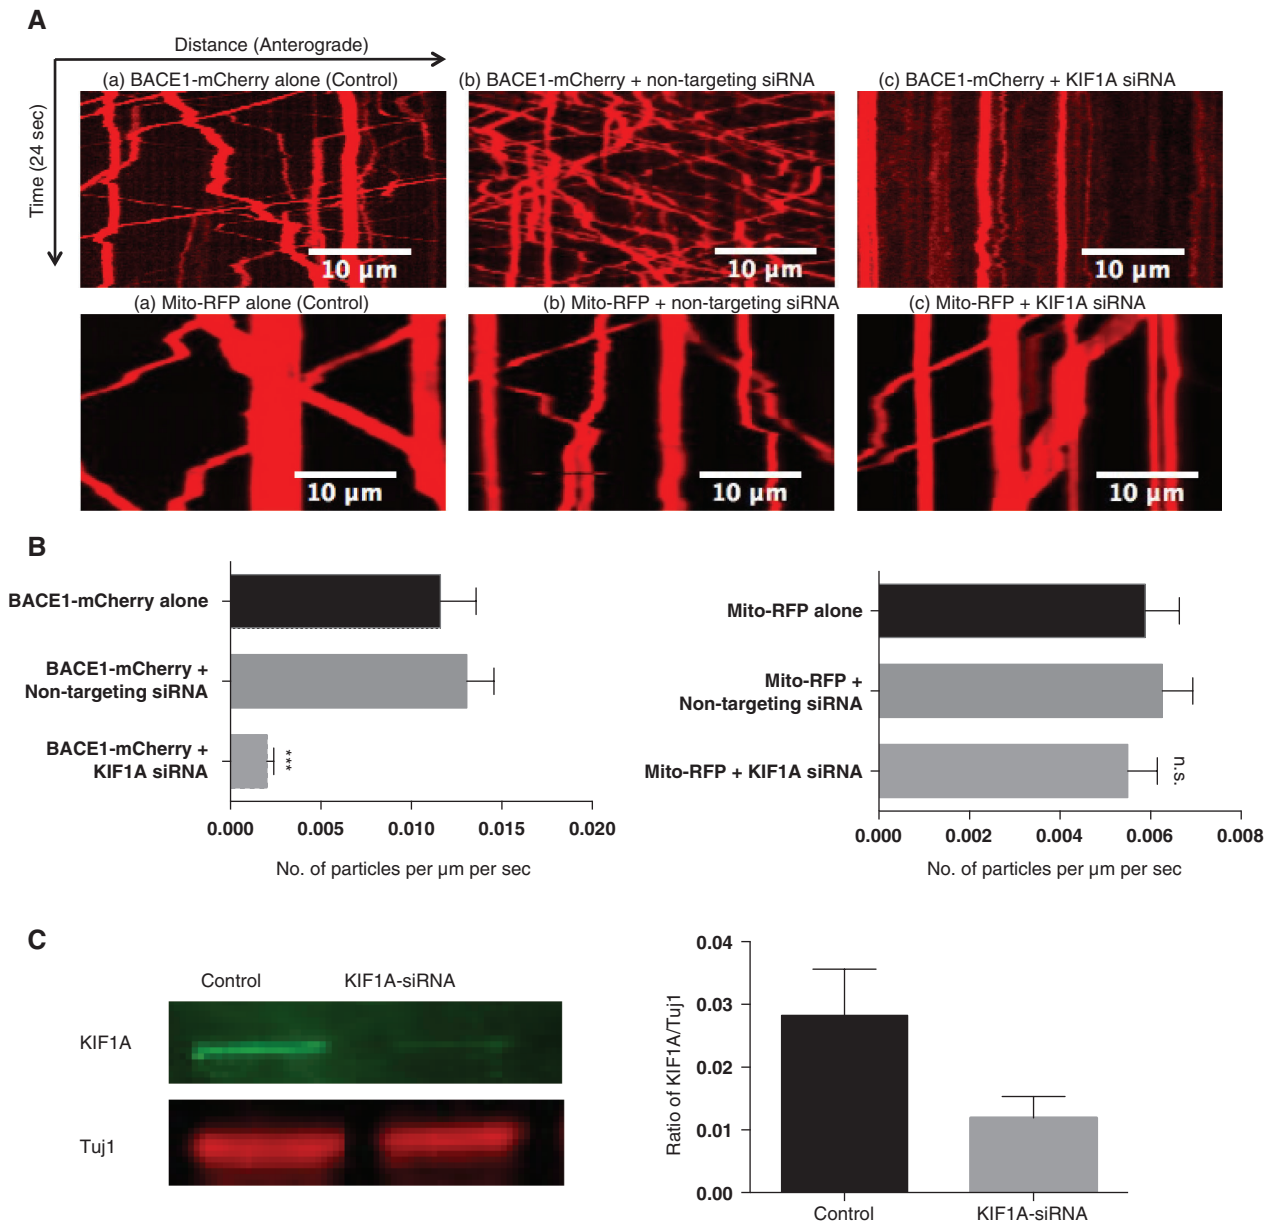 A
Distance (Anterograde)
Time (24 sec)
(a) BACE1-mCherry alone (Control)
(b) BACE1-mCherry + non-targeting siRNA
(c) BACE1-mCherry + KIF1A siRNA
10 µm
10 µm
10 µm
(a) Mito-RFP alone (Control)
(b) Mito-RFP + non-targeting siRNA
(c) Mito-RFP + KIF1A siRNA
10 µm
10 µm
10 µm
B
BACE1-mCherry alone
BACE1-mCherry +
Non-targeting siRNA
BACE1-mCherry +
KIF1A siRNA
***
0.000 0.005 0.010 0.015 0.020
No. of particles per µm per sec
Mito-RFP alone
Mito-RFP +
Non-targeting siRNA
Mito-RFP + KIF1A siRNA
n.s.
0.000 0.002 0.004 0.006 0.008
No. of particles per µm per sec
C
Control KIF1A-siRNA
KIF1A
Tuj1
Ratio of KIF1A/Tuj1
0.04
0.03
0.02
0.01
0.00
Control KIF1A-siRNA